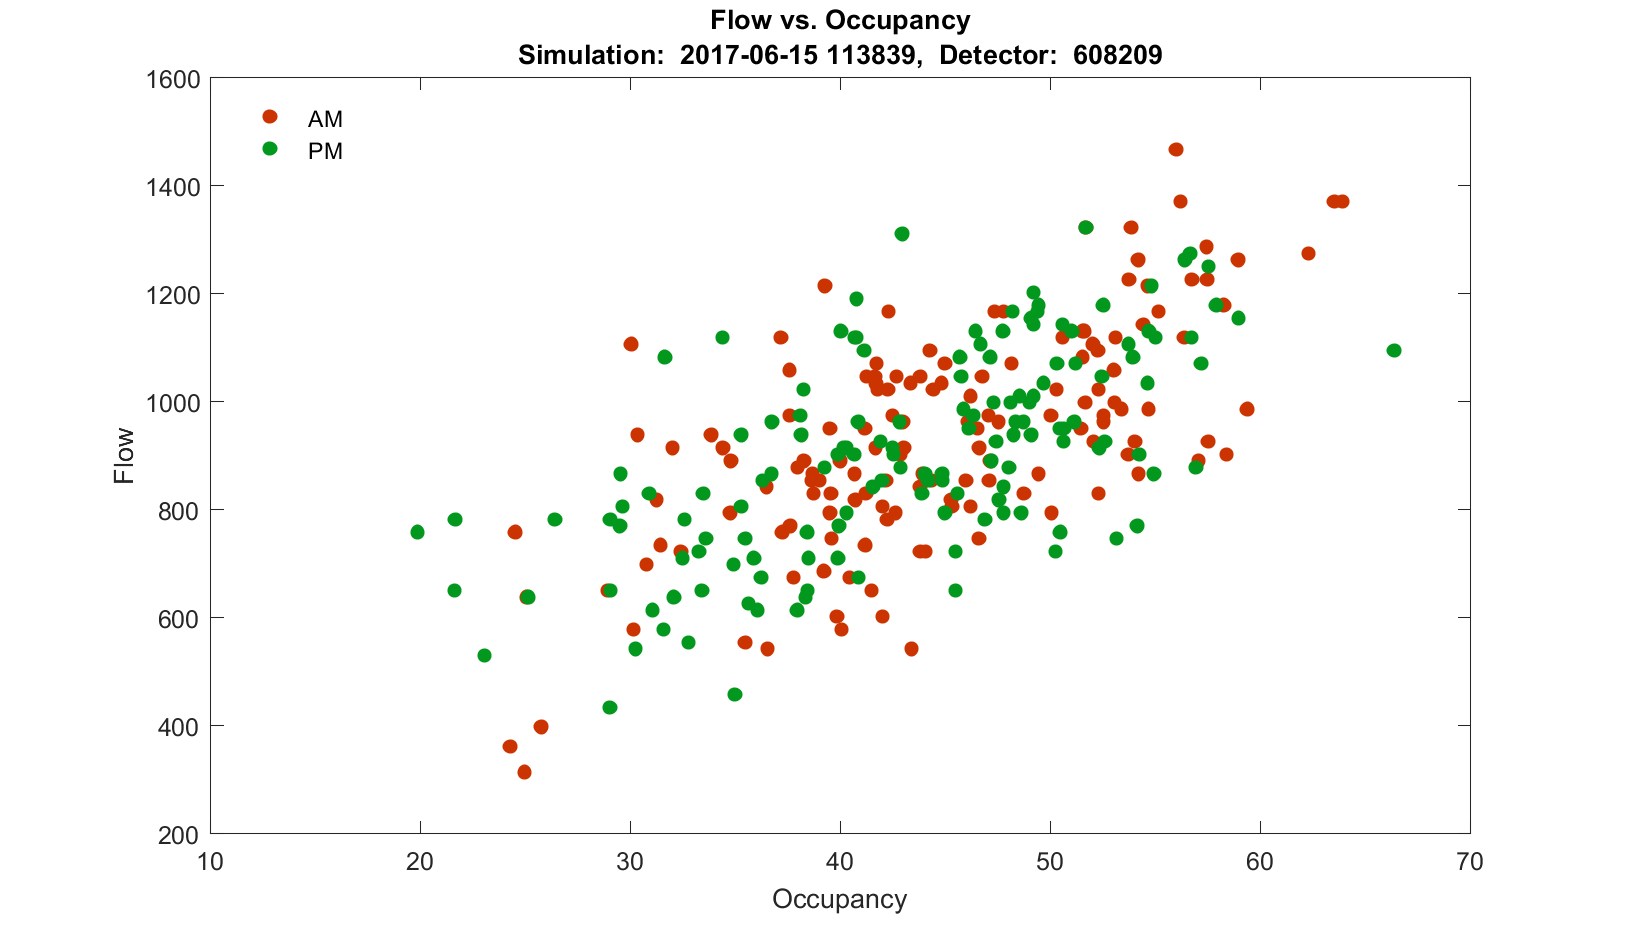 Flow vs. Occupancy
Simulation:  2017-06-15 113839,  Detector:  608209
1600
1400
1200
1000
800
600
400
200
Flow
AM
PM
10 20 30 40 50 60 70
Occupancy